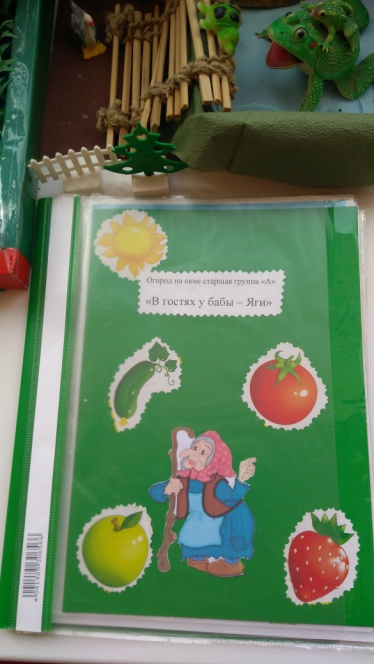 Огород на окне старшая группа «А»
«В гостях у бабы – Яги»